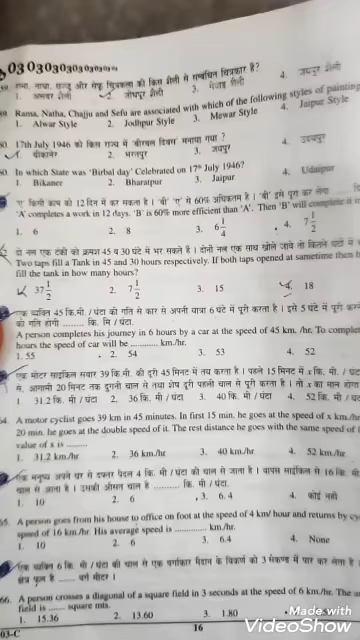 03030303030303030
59. रामा, नाथा, छज्जू और सेफू चित्रकला की किस शैली से सम्बंधित चित्रकार है?
1. अलवर शैली 2. जोधपुर शैली 3. मेवाड़ शैली 4. जयपुर शैली
59. Rama, Natha, Chajju and Sefu are associated with which of the following styles of painting
1. Alwar Style 2. Jodhpur Style 3. Mewar Style 4. Jaipur Style
60. 17th July 1946 को किस राज्य में 'बीरबल दिवस' मनाया गया ?
1. बीकानेर 2. भरतपुर 3. जयपुर 4. उदयपुर
60. In which State was 'Birbal day' Celebrated on 17th July 1946?
1. Bikaner 2. Bharatpur 3. Jaipur 4. Udaipur
'ए' किसी काम को 12 दिन में कर सकता है। 'बी' 'ए' से 60% अधिकतम है। 'बी' इसे पूरा कर लेगा
'A' completes a work in 12 days. 'B' is 60% more efficient than 'A'. Then 'B' will complete it in
1. 6 2. 8 3. 6 1/4 4. 7 1/2
दो नल एक टंकी को क्रमश 45 व 30 घंटे में भर सकते है। दोनो नल एक साथ खोले जावे तो कितने घंटों में
Two taps fill a Tank in 45 and 30 hours respectively. If both taps opened at sametime then
fill the tank in how many hours?
37 1/2 2. 7 1/2 3. 15 4. 18
एक व्यक्ति 45 कि.मी. / घंटा की गति से कार से अपनी यात्रा 6 घंटे में पूरी करता है। इसे 5 घंटे में पूरी करने
की गति होगी ........ कि. मि / घंटा.
A person completes his journey in 6 hours by a car at the speed of 45 km. /hr. To complete
hours the speed of car will be ............ km./hr.
1. 55 2. 54 3. 53 4. 52
एक मोटर साइकिल सवार 39 कि.मी. की दूरी 45 मिनट में तय करता है। पहले 15 मिनट में x कि. मी. / घंटा
से, आगामी 20 मिनट तक दुगनी चाल से तथा शेष दूरी पहली चाल से पूरी करता है। तो x का मान होगा
1. 31.2 कि. मी / घंटा 2. 36 कि. मी / घंटा 3. 40 कि. मी / घंटा 4. 52 कि. मी / घंटा
64. A motor cyclist goes 39 km in 45 minutes. In first 15 min. he goes at the speed of x km./hr
20 min. he goes at the double speed of it. The rest distance he goes with the same speed of
value of x is ........
1. 31.2 km/hr 2. 36 km/hr 3. 40 km/hr 4. 52 km/hr
एक मनुष्य अपने घर से दफ्तर पैदल 4 कि. मी / घंटा की चाल से जाता है। वापस साइकिल से 16 कि. मी
चाल से आता है। उसकी औसत चाल है ........ कि. मी / घंटा.
1. 10 2. 6 3. 6.4 4. कोई नही
65. A person goes from his house to office on foot at the speed of 4 km/ hour and returns by cy
speed of 16 km/hr. His average speed is ............ km/hr.
1. 10 2. 6 3. 6.4 4. None
एक व्यक्ति 6 कि. मी / घंटा की चाल से एक वर्गाकार मैदान के विकर्ण को 3 सेकण्ड में पार कर लेता है।
क्षेत्र फल है ........ वर्ग मीटर।
66. A person crosses a diagonal of a square field in 3 seconds at the speed of 6 km/hr. The
field is ........ square mts.
1. 15.36 2. 13.60 3. 1.80
03-C
16
Made with
VideoShow